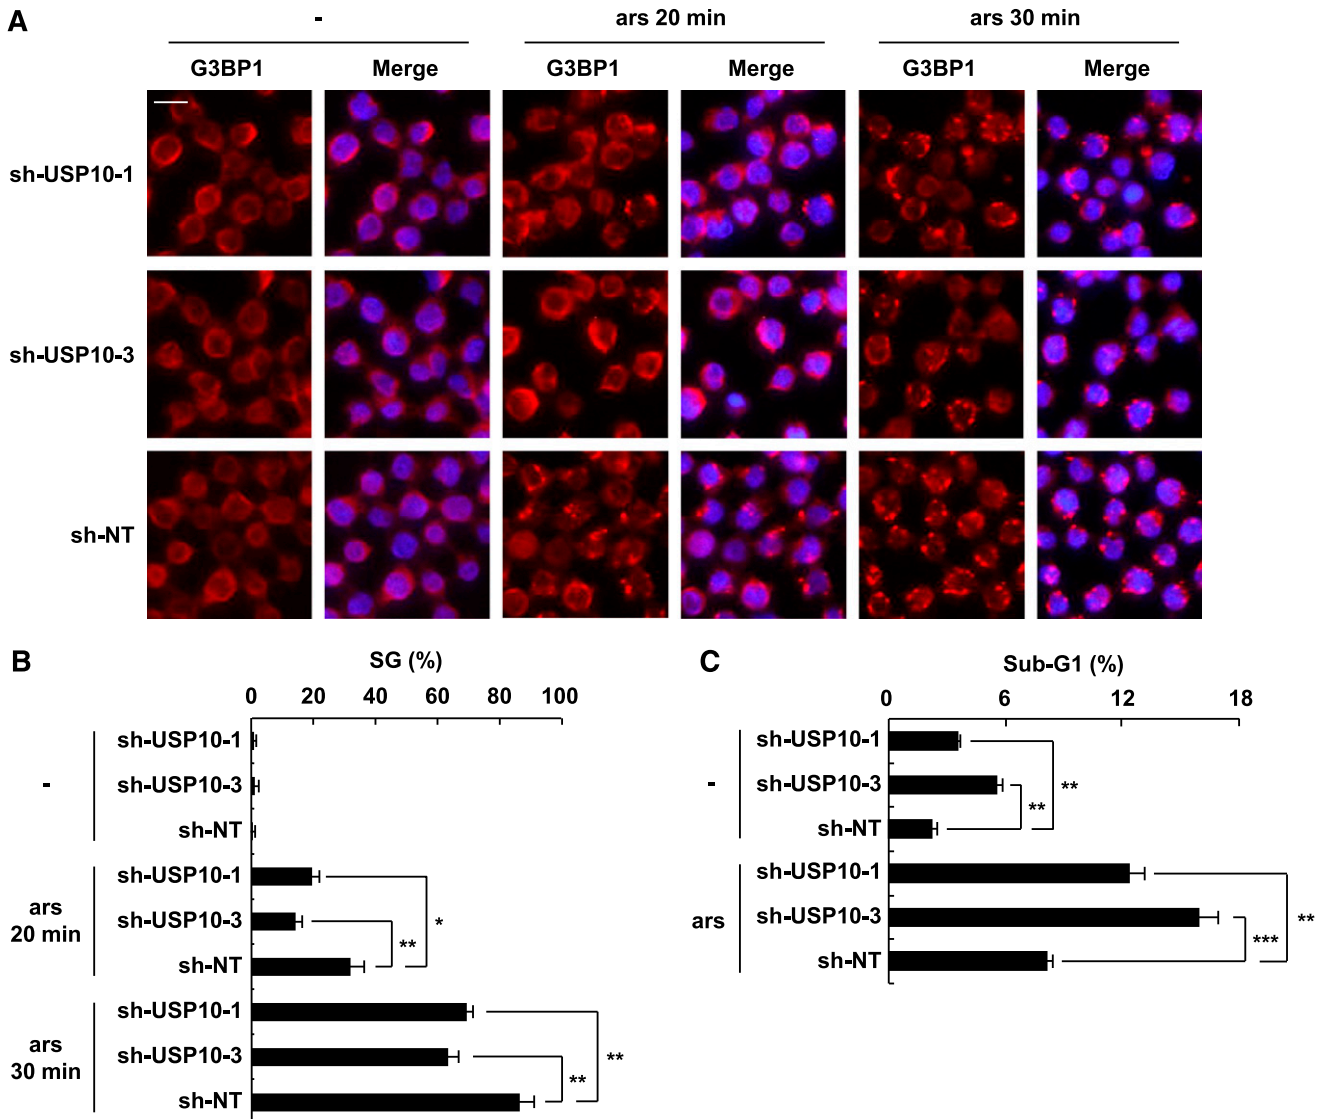 A
- ars 20 min ars 30 min
G3BP1 Merge G3BP1 Merge G3BP1 Merge
sh-USP10-1
sh-USP10-3
sh-NT
B
SG (%)
0 20 40 60 80 100
-
sh-USP10-1
sh-USP10-3
sh-NT
ars
20 min
sh-USP10-1
sh-USP10-3
sh-NT
*
**
ars
30 min
sh-USP10-1
sh-USP10-3
sh-NT
**
**
C
Sub-G1 (%)
0 6 12 18
-
sh-USP10-1
sh-USP10-3
sh-NT
**
**
ars
sh-USP10-1
sh-USP10-3
sh-NT
**
***